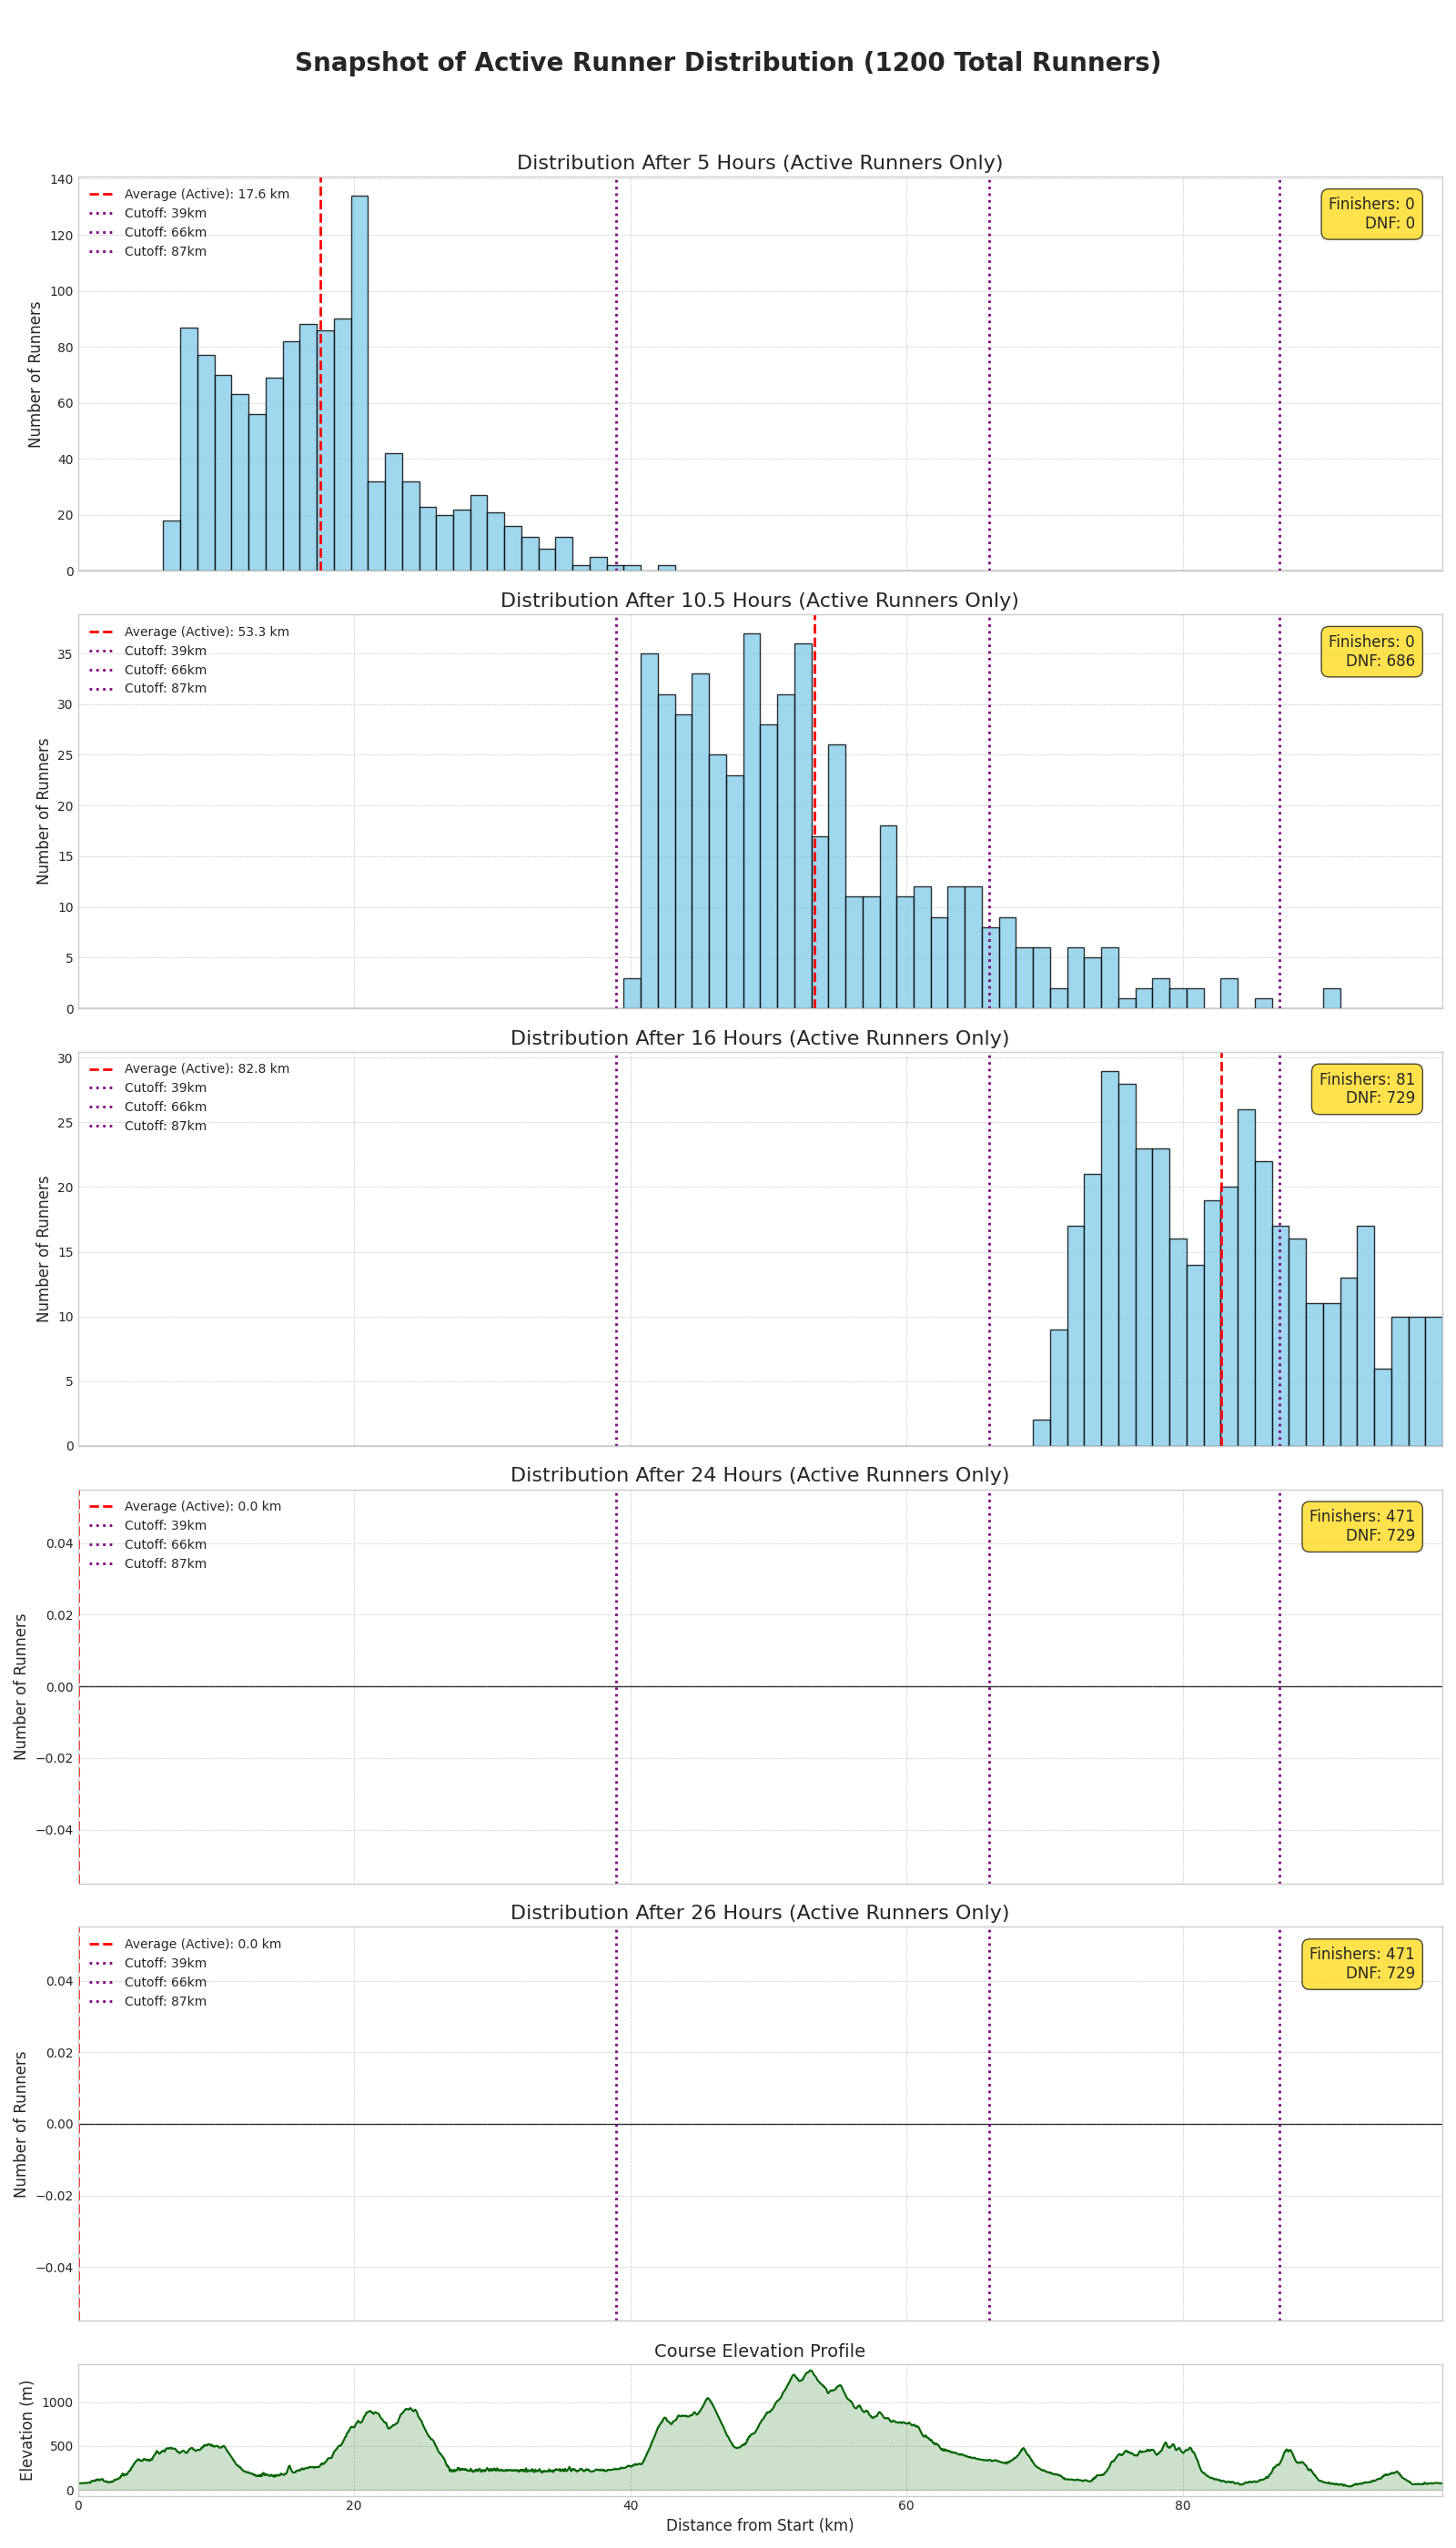 Snapshot of Active Runner Distribution (1200 Total Runners)
Distribution After 5 Hours (Active Runners Only)
Average (Active): 17.6 km
Cutoff: 39km
Cutoff: 66km
Cutoff: 87km
Finishers: 0
DNF: 0
Number of Runners
140
120
100
80
60
40
20
0
Distribution After 10.5 Hours (Active Runners Only)
Average (Active): 53.3 km
Cutoff: 39km
Cutoff: 66km
Cutoff: 87km
Finishers: 0
DNF: 686
Number of Runners
35
30
25
20
15
10
5
0
Distribution After 16 Hours (Active Runners Only)
Average (Active): 82.8 km
Cutoff: 39km
Cutoff: 66km
Cutoff: 87km
Finishers: 81
DNF: 729
Number of Runners
30
25
20
15
10
5
0
Distribution After 24 Hours (Active Runners Only)
Average (Active): 0.0 km
Cutoff: 39km
Cutoff: 66km
Cutoff: 87km
Finishers: 471
DNF: 729
Number of Runners
0.04
0.02
0.00
−0.02
−0.04
Distribution After 26 Hours (Active Runners Only)
Average (Active): 0.0 km
Cutoff: 39km
Cutoff: 66km
Cutoff: 87km
Finishers: 471
DNF: 729
Number of Runners
0.04
0.02
0.00
−0.02
−0.04
Course Elevation Profile
Elevation (m)
1000
500
0
0 20 40 60 80
Distance from Start (km)